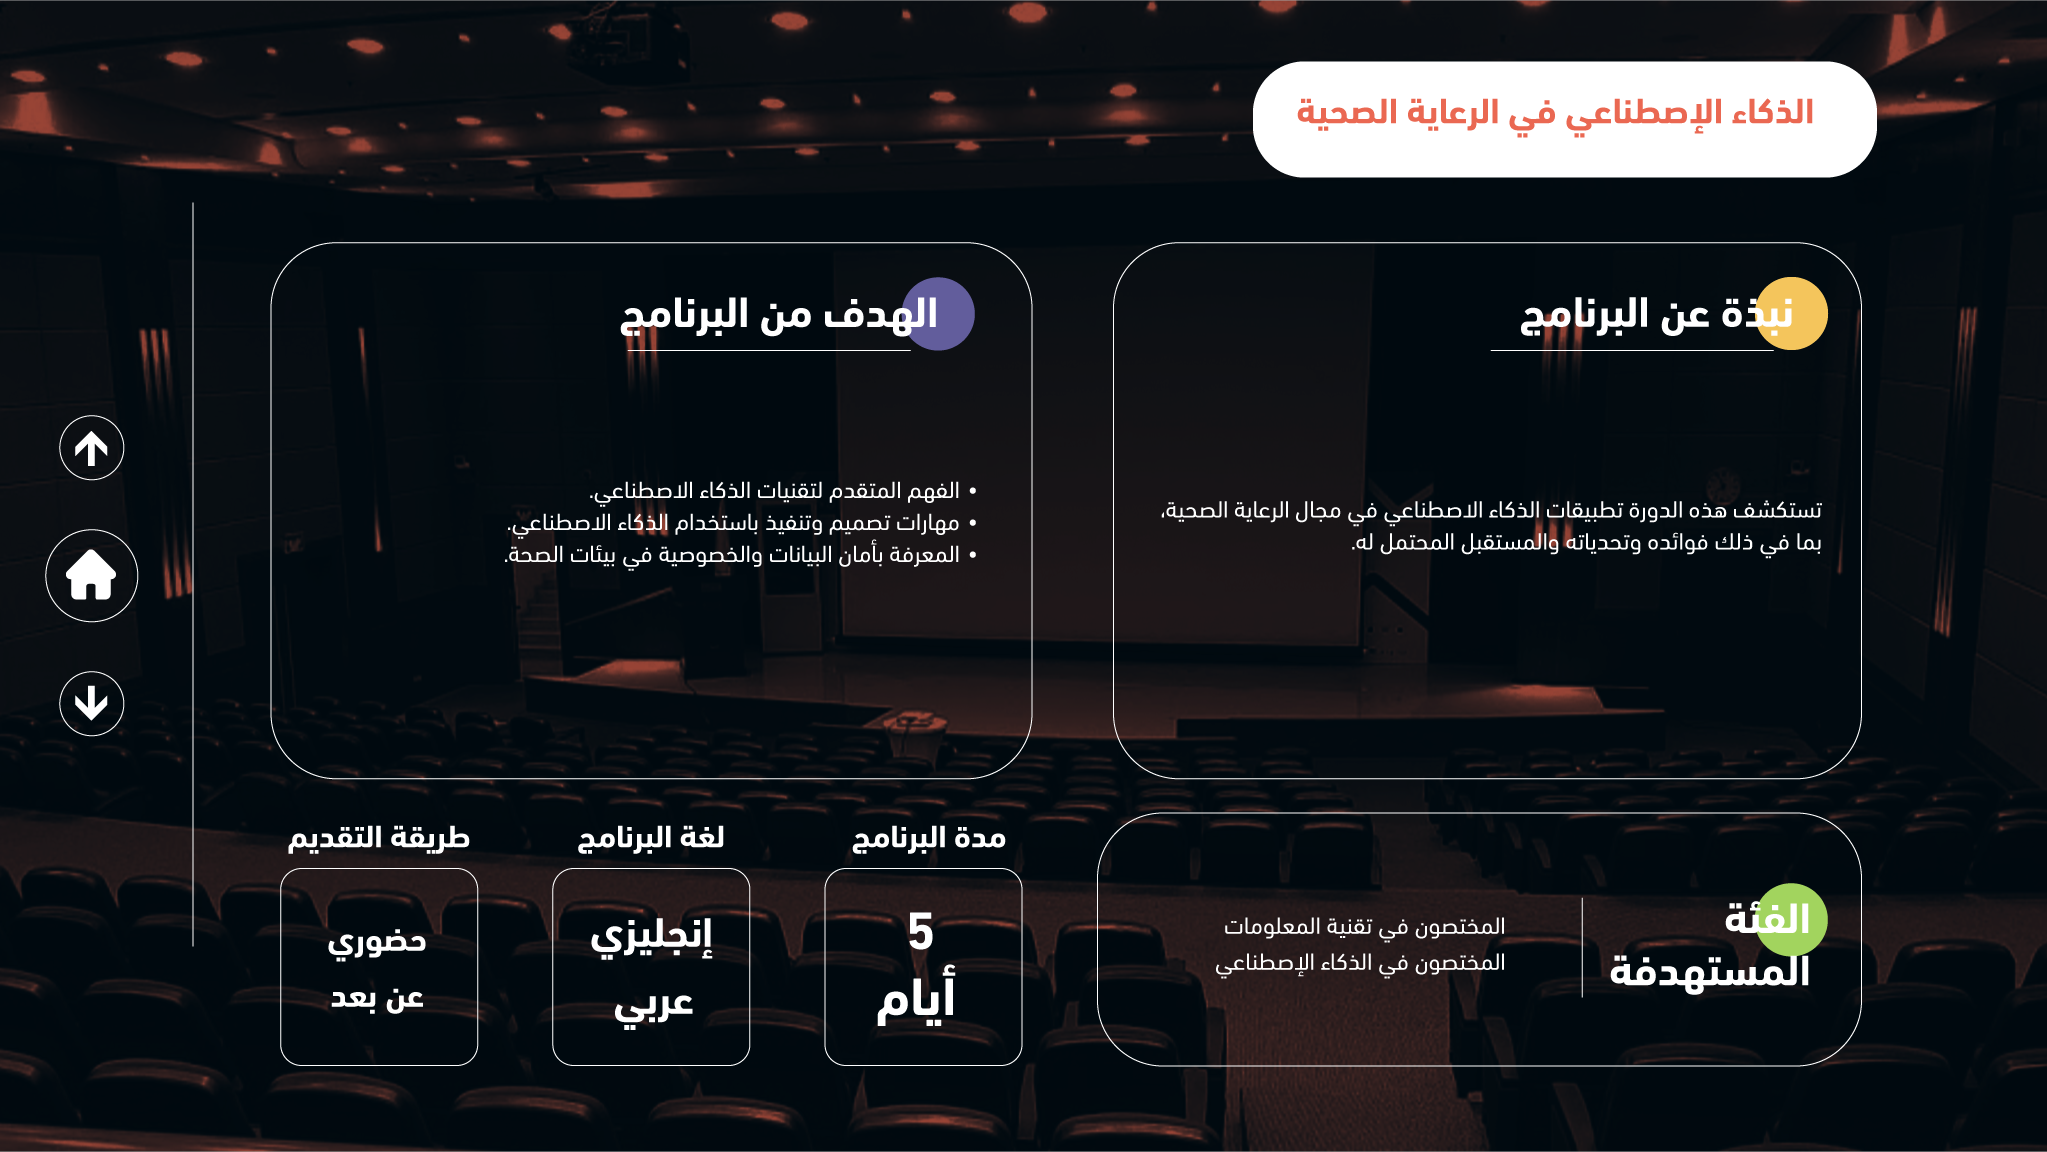 الذكاء الإصطناعي في الرعاية الصحية
نبذة عن البرنامج
تستكشف هذه الدورة تطبيقات الذكاء الاصطناعي في مجال الرعاية الصحية،
بما في ذلك فوائده وتحدياته والمستقبل المحتمل له.
الهدف من البرنامج
• الفهم المتقدم لتقنيات الذكاء الاصطناعي.
• مهارات تصميم وتنفيذ باستخدام الذكاء الاصطناعي.
• المعرفة بأمان البيانات والخصوصية في بيئات الصحة.
الفئة
المستهدفة
المختصون في تقنية المعلومات
المختصون في الذكاء الإصطناعي
مدة البرنامج
5
أيام
لغة البرنامج
إنجليزي
عربي
طريقة التقديم
حضوري
عن بعد